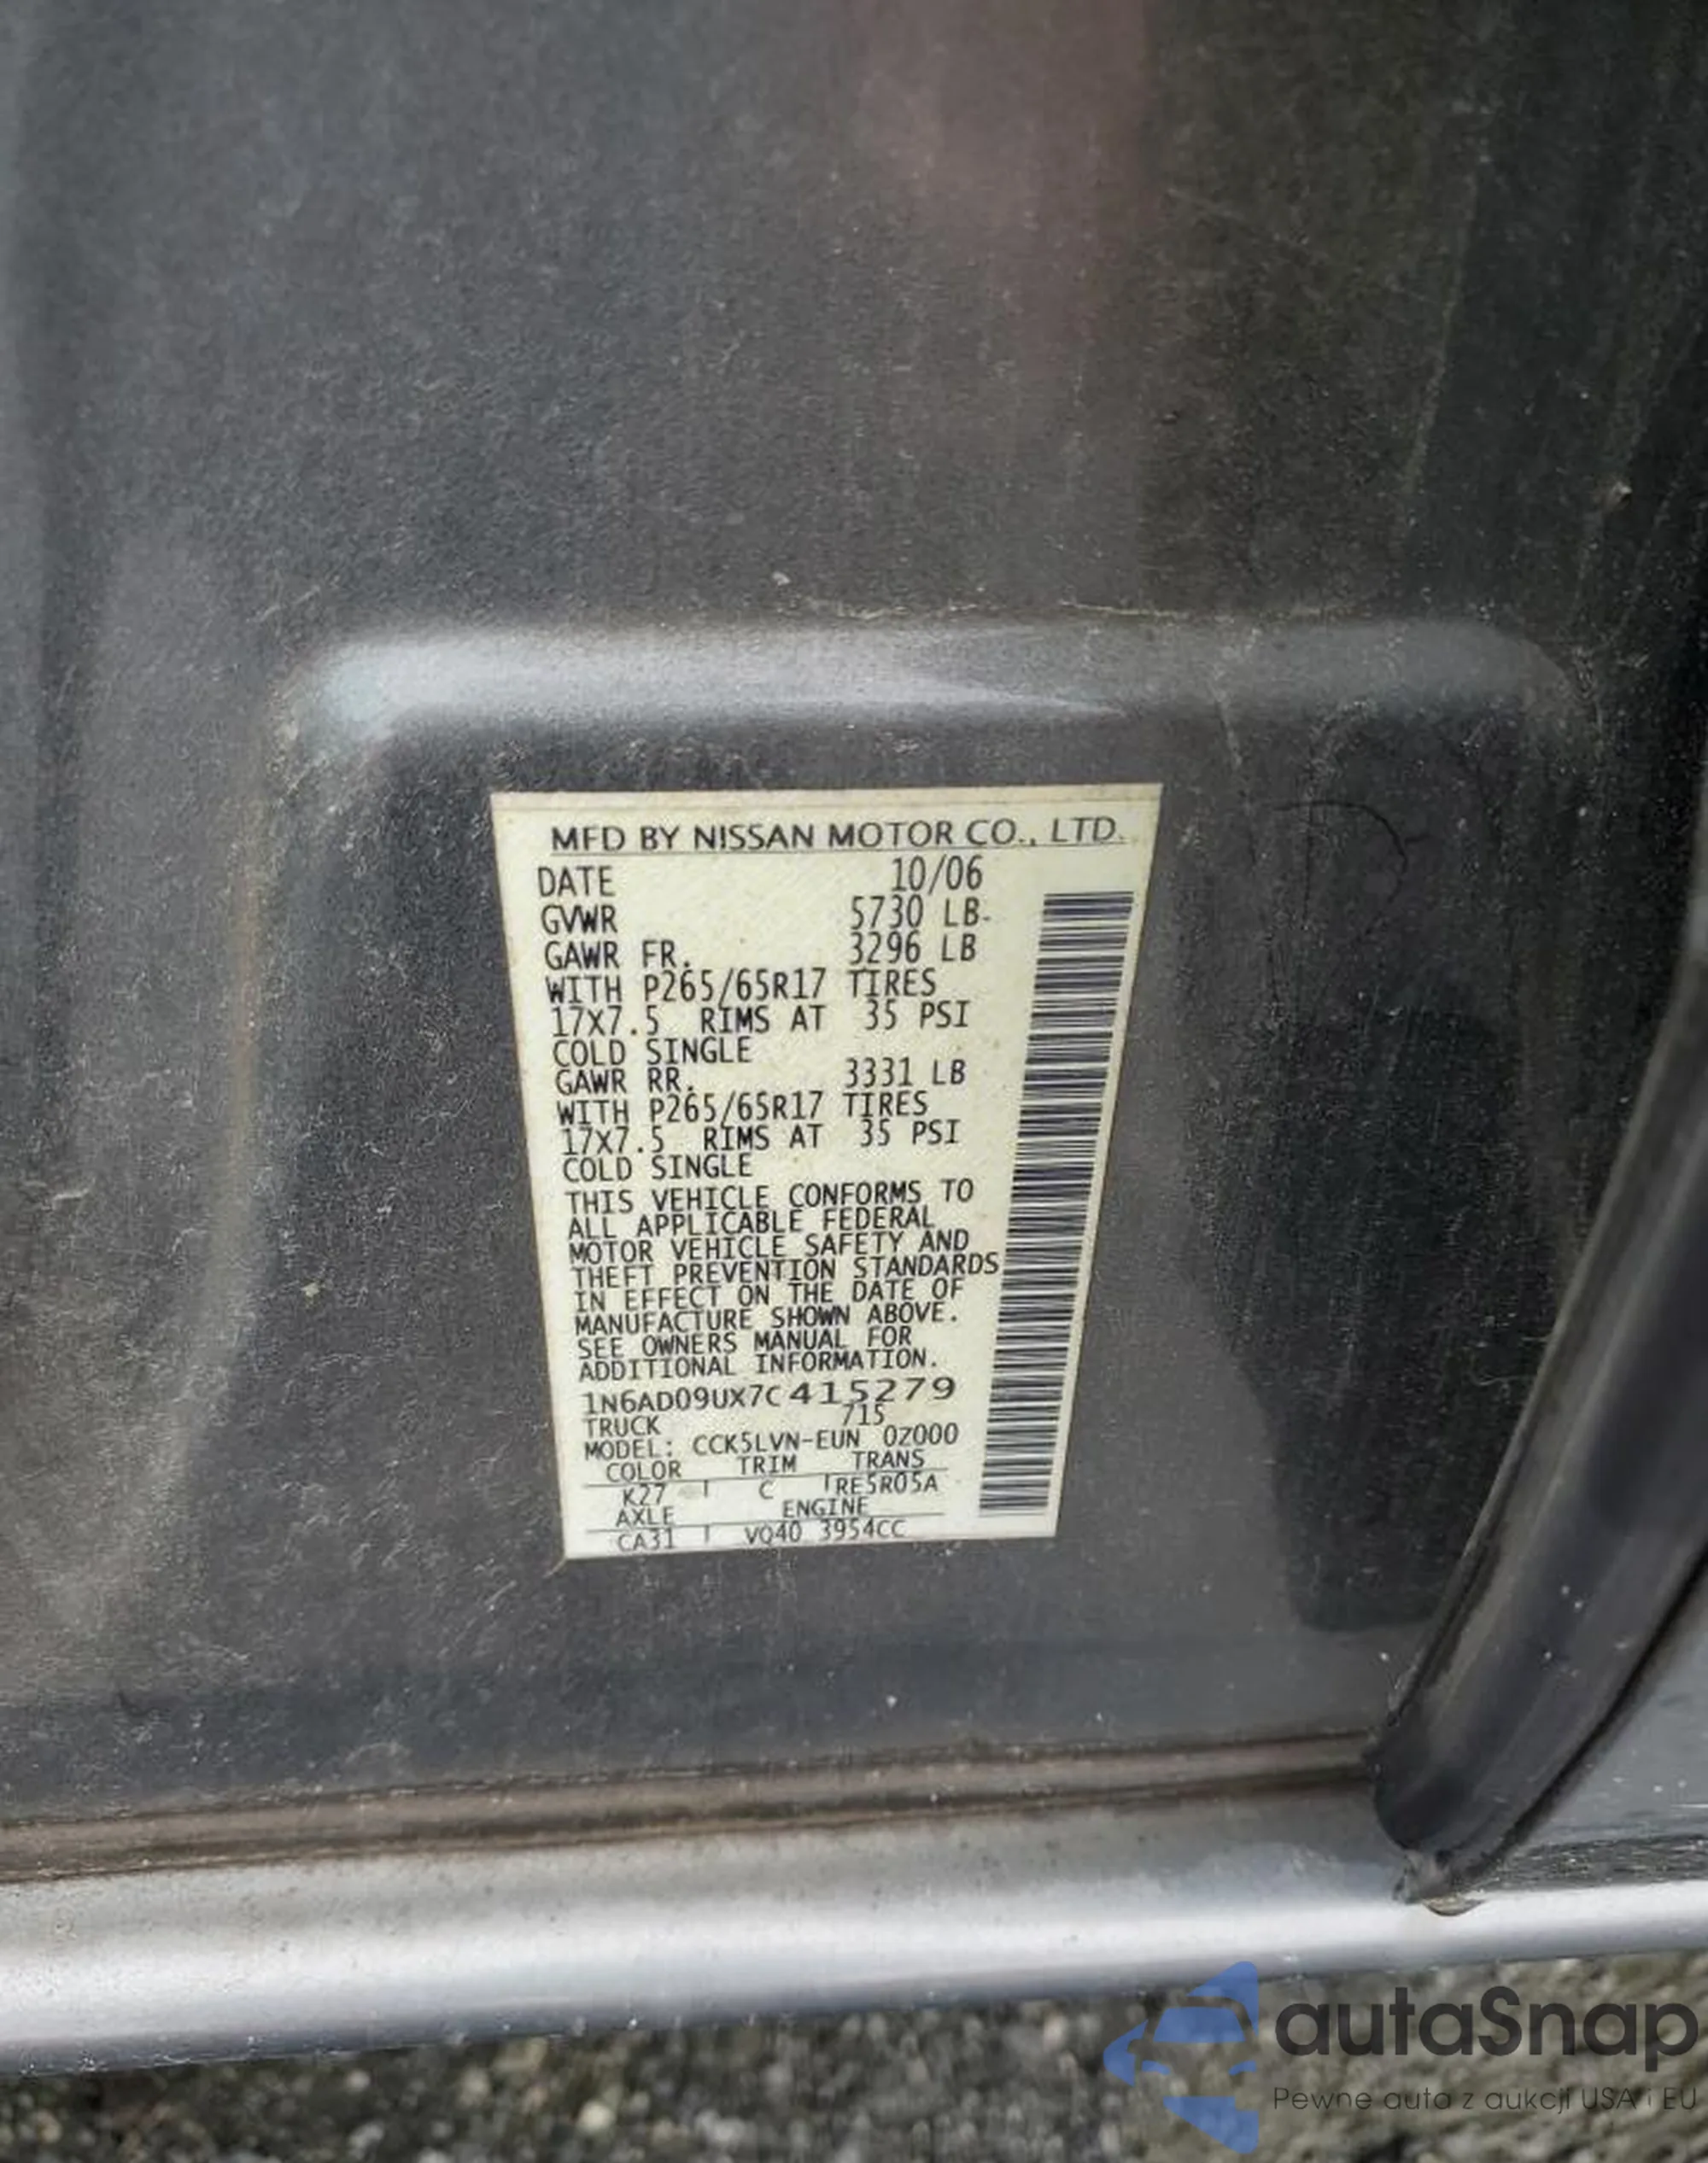 MFD BY NISSAN MOTOR CO., LTD.
DATE 10/06
GVWR 5730 LB
GAWR FR. 3296 LB
WITH P265/65R17 TIRES
17X7.5 RIMS AT 35 PSI
COLD SINGLE
GAWR RR. 3331 LB
WITH P265/65R17 TIRES
17X7.5 RIMS AT 35 PSI
COLD SINGLE
THIS VEHICLE CONFORMS TO
ALL APPLICABLE FEDERAL
MOTOR VEHICLE SAFETY AND
THEFT PREVENTION STANDARDS
IN EFFECT ON THE DATE OF
MANUFACTURE SHOWN ABOVE.
SEE OWNERS MANUAL FOR
ADDITIONAL INFORMATION.
1N6AD09UX7C415279
TRUCK 715
MODEL: CCK5LVN-EUN 0Z000
COLOR TRIM TRANS
K27 C RE5R05A
AXLE ENGINE
CA31 VQ40 3954CC
autaSnap
Pewne auta z aukcji USA i EU